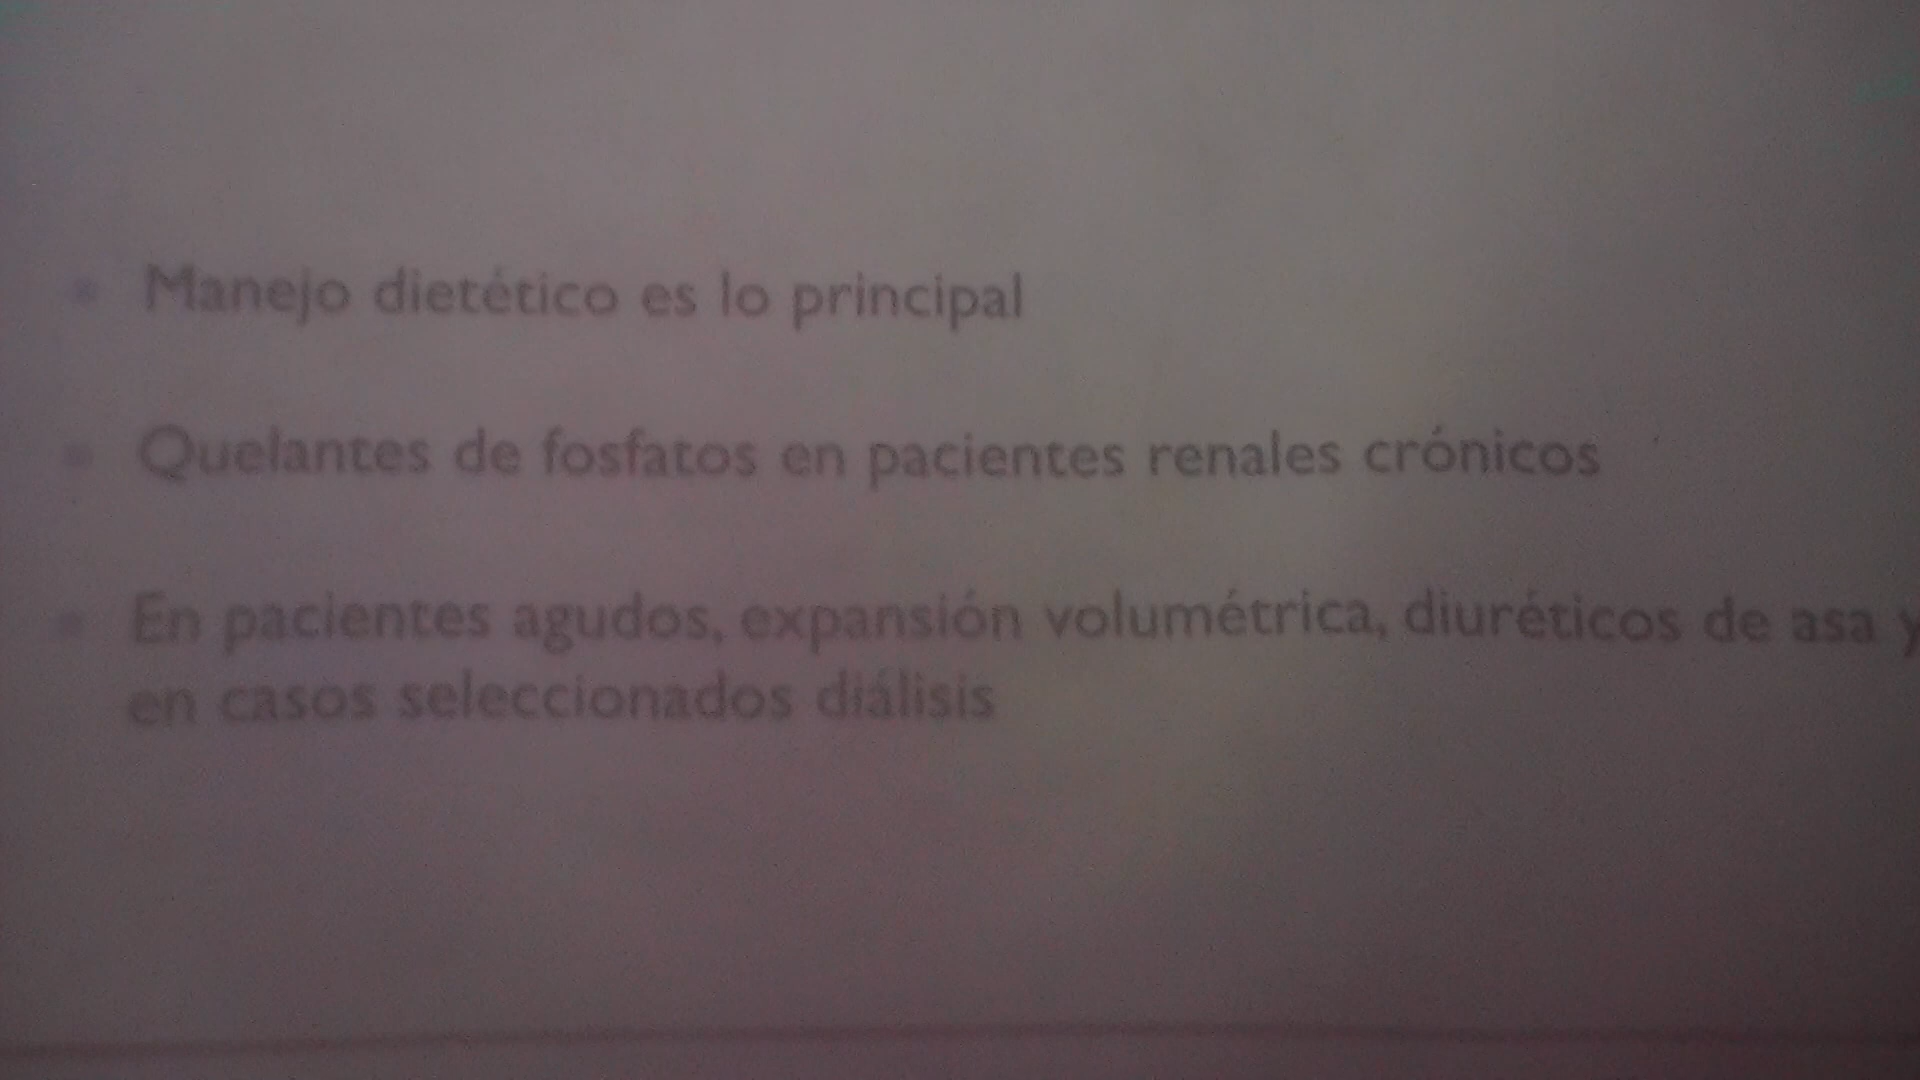 Manejo dietético es lo principal
Quelantes de fosfatos en pacientes renales crónicos
En pacientes agudos, expansión volumétrica, diuréticos de asa y
en casos seleccionados diálisis